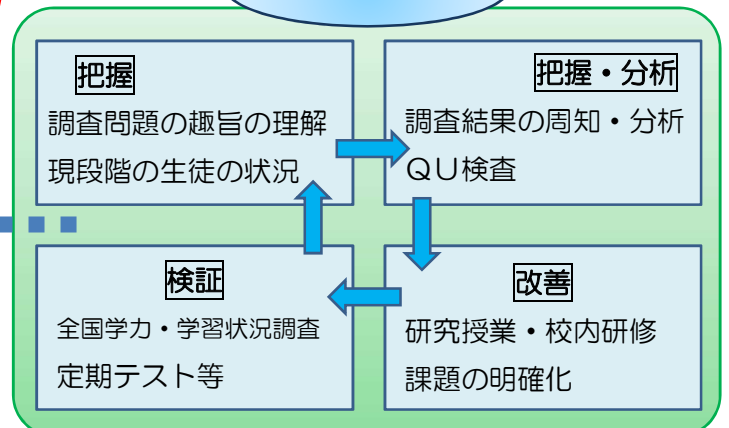 把握
調査問題の趣旨の理解
現段階の生徒の状況
把握・分析
調査結果の周知・分析
ＱＵ検査
検証
全国学力・学習状況調査
定期テスト等
改善
研究授業・校内研修
課題の明確化